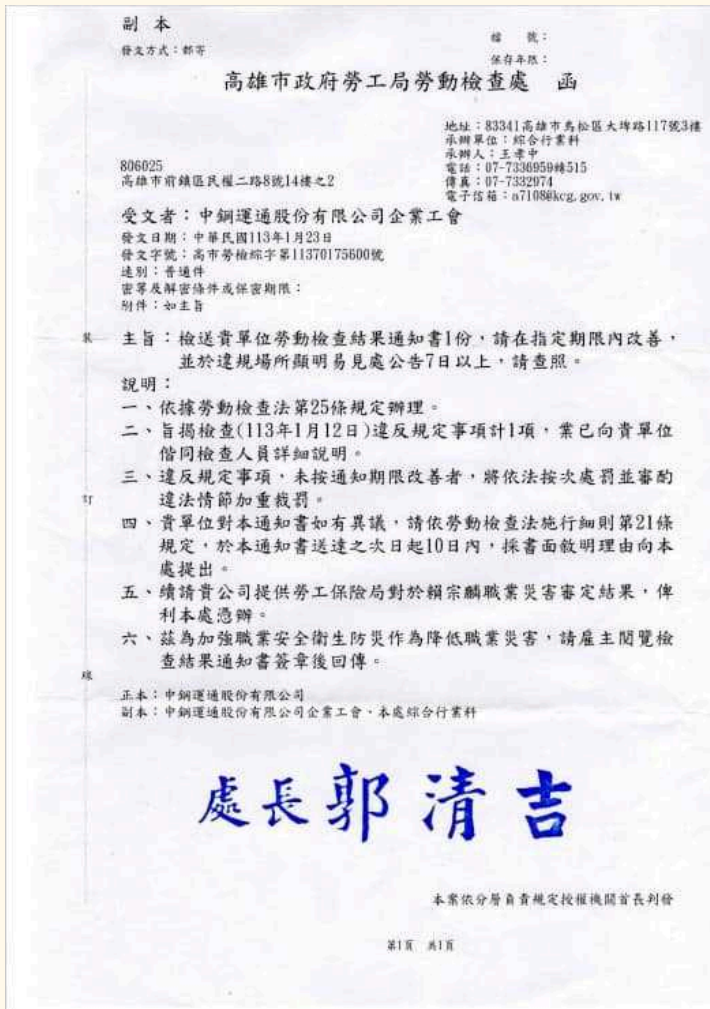 副 本
發文方式：郵寄
檔 號：
保存年限：
高雄市政府勞工局勞動檢查處 函
地址：83341高雄市鳥松區大埤路117號3樓
承辦單位：綜合行業科
承辦人：王孝中
電話：07-7336959轉515
傳真：07-7332974
電子信箱：a7108@kcg.gov.tw
806025
高雄市前鎮區民權二路8號14樓之2
受文者：中鋼運通股份有限公司企業工會
發文日期：中華民國113年1月23日
發文字號：高市勞檢綜字第11370175600號
速別：普通件
密等及解密條件或保密期限：
附件：如主旨
主旨：檢送貴單位勞動檢查結果通知書1份，請在指定期限內改善，
並於違規場所顯明易見處公告7日以上，請查照。
說明：
一、依據勞動檢查法第25條規定辦理。
二、旨揭檢查(113年1月12日)違反規定事項計1項，業已向貴單位
偕同檢查人員詳細說明。
三、違反規定事項，未按通知期限改善者，將依法按次處罰並審酌
違法情節加重裁罰。
四、貴單位對本通知書如有異議，請依勞動檢查法施行細則第21條
規定，於本通知書送達之次日起10日內，採書面敘明理由向本
處提出。
五、續請貴公司提供勞工保險局對於賴宗麟職業災害審定結果，俾
利本處憑辦。
六、茲為加強職業安全衛生防災作為降低職業災害，請雇主閱覽檢
查結果通知書簽章後回傳。
裝
訂
線
正本：中鋼運通股份有限公司
副本：中鋼運通股份有限公司企業工會、本處綜合行業科
處長郭清吉
本案依分層負責規定授權機關首長判發
第1頁 共1頁